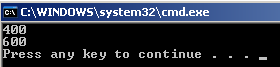 C:\WINDOWS\system32\cmd.exe
400
600
Press any key to continue . . . .